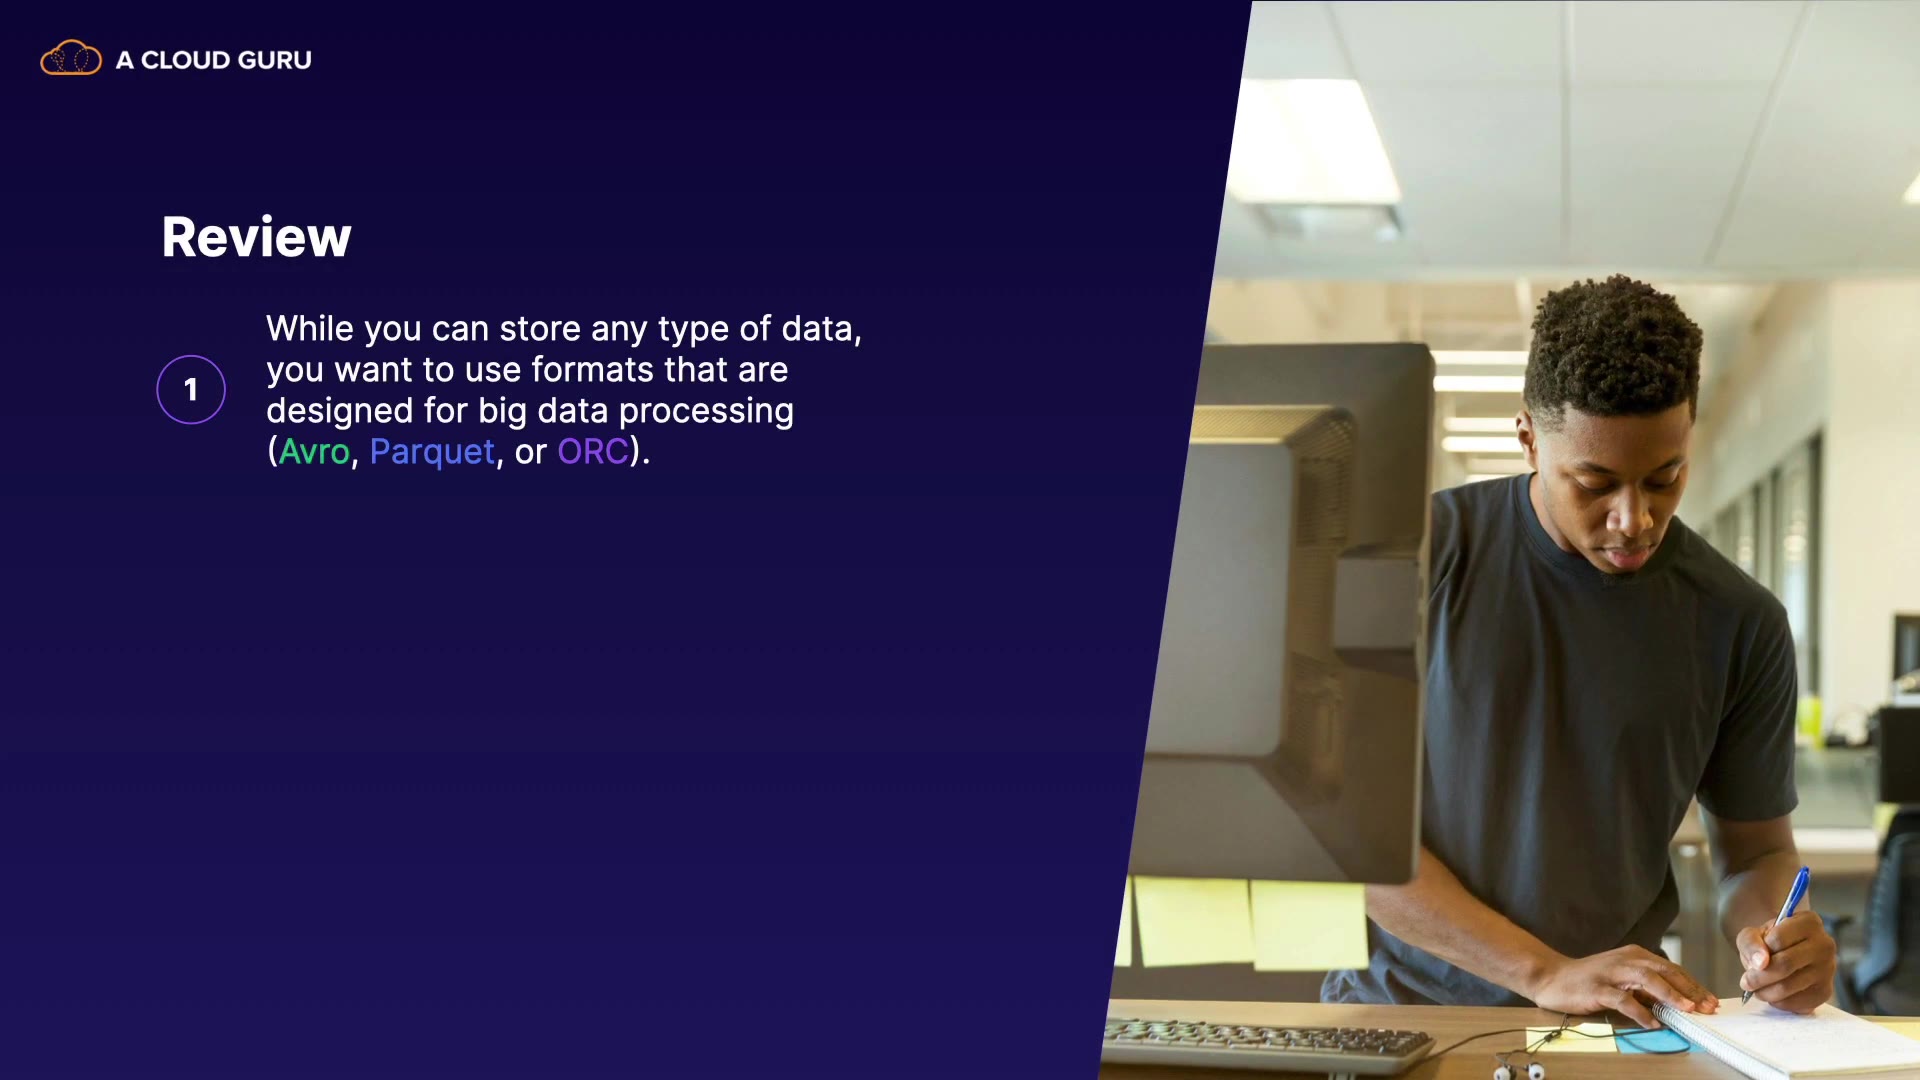 A CLOUD GURU
Review
1
While you can store any type of data,
you want to use formats that are
designed for big data processing
(Avro, Parquet, or ORC).